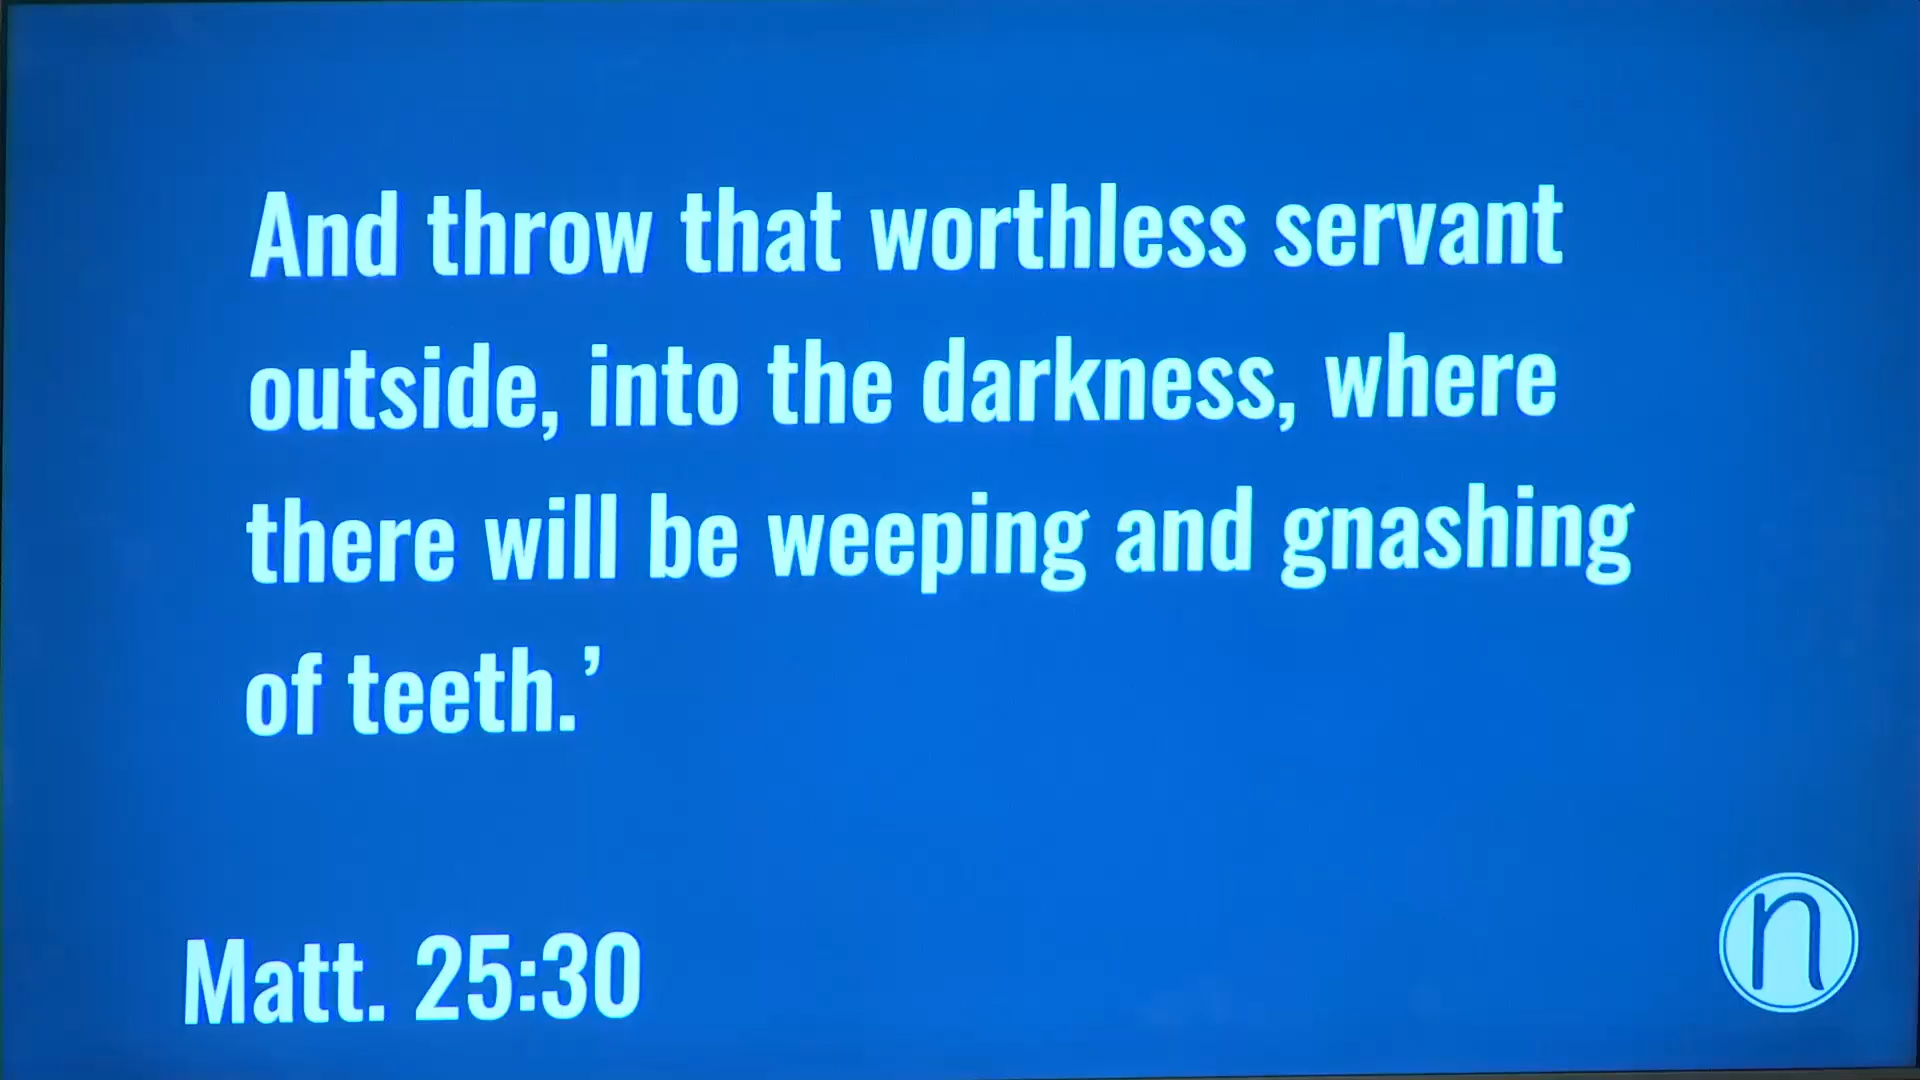 And throw that worthless servant
outside, into the darkness, where
there will be weeping and gnashing
of teeth.’
Matt. 25:30
n